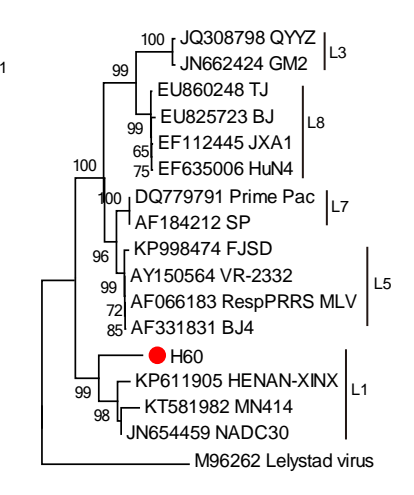 100 JQ308798 QYYZ
JN662424 GM2
L3
1
99
EU860248 TJ
EU825723 BJ
99 EF112445 JXA1
65
75 EF635006 HuN4
L8
100
100 DQ779791 Prime Pac
AF184212 SP
L7
96
KP998474 FJSD
99 AY150564 VR-2332
72 AF066183 RespPRRS MLV
85 AF331831 BJ4
L5
H60
99
KP611905 HENAN-XINX
98 KT581982 MN414
JN654459 NADC30
L1
M96262 Lelystad virus